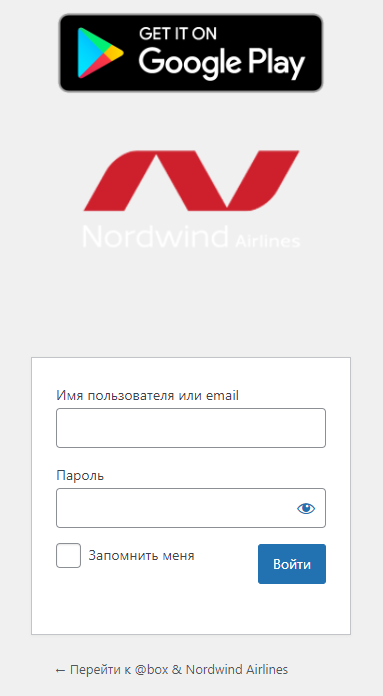 GET IT ON
Google Play
Nordwind Airlines
Имя пользователя или email
Пароль
Запомнить меня
Войти
← Перейти к @box & Nordwind Airlines